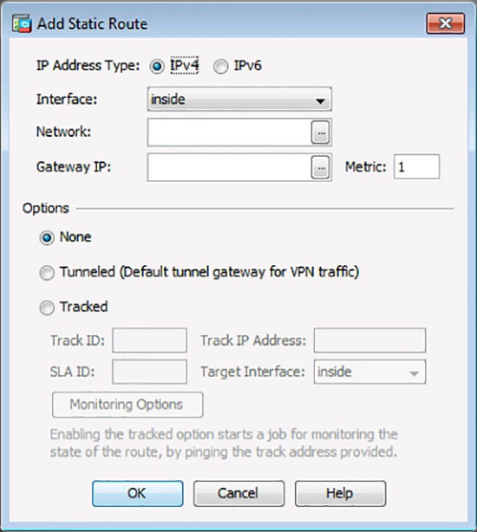 Add Static Route
IP Address Type: IPv4 IPv6
Interface: inside
Network: ...
Gateway IP: ... Metric: 1
Options
None
Tunneled (Default tunnel gateway for VPN traffic)
Tracked
Track ID: Track IP Address:
SLA ID: Target Interface: inside
Monitoring Options
Enabling the tracked option starts a job for monitoring the
state of the route, by pinging the track address provided.
OK Cancel Help